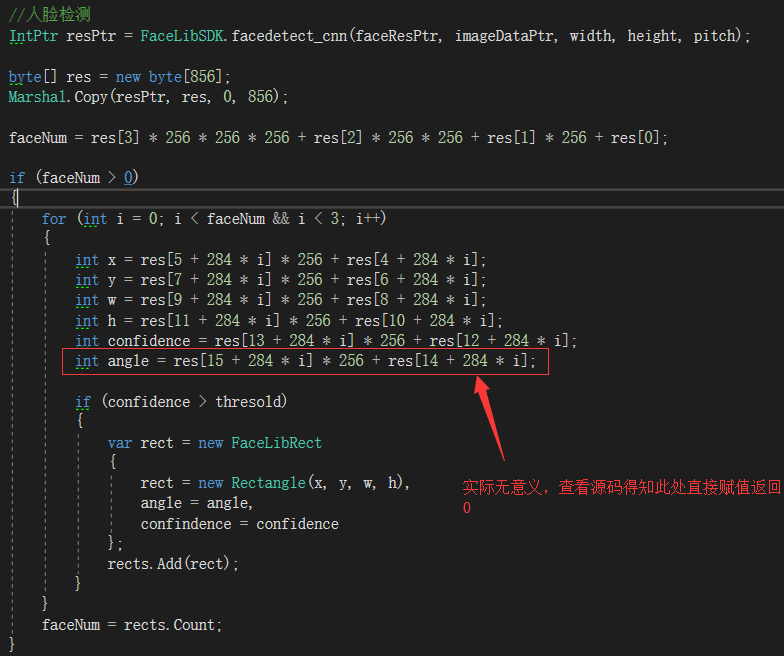 //人脸检测
IntPtr resPtr = FaceLibSDK.facedetect_cnn(faceResPtr, imageDataPtr, width, height, pitch);
byte[] res = new byte[856];
Marshal.Copy(resPtr, res, 0, 856);
faceNum = res[3] * 256 * 256 * 256 + res[2] * 256 * 256 + res[1] * 256 + res[0];
if (faceNum > 0)
{
for (int i = 0; i < faceNum && i < 3; i++)
{
int x = res[5 + 284 * i] * 256 + res[4 + 284 * i];
int y = res[7 + 284 * i] * 256 + res[6 + 284 * i];
int w = res[9 + 284 * i] * 256 + res[8 + 284 * i];
int h = res[11 + 284 * i] * 256 + res[10 + 284 * i];
int confidence = res[13 + 284 * i] * 256 + res[12 + 284 * i];
int angle = res[15 + 284 * i] * 256 + res[14 + 284 * i];
if (confidence > thresold)
{
var rect = new FaceLibRect
{
rect = new Rectangle(x, y, w, h),
angle = angle,
confindence = confidence
};
rects.Add(rect);
}
}
faceNum = rects.Count;
}
实际无意义，查看源码得知此处直接赋值返回
0